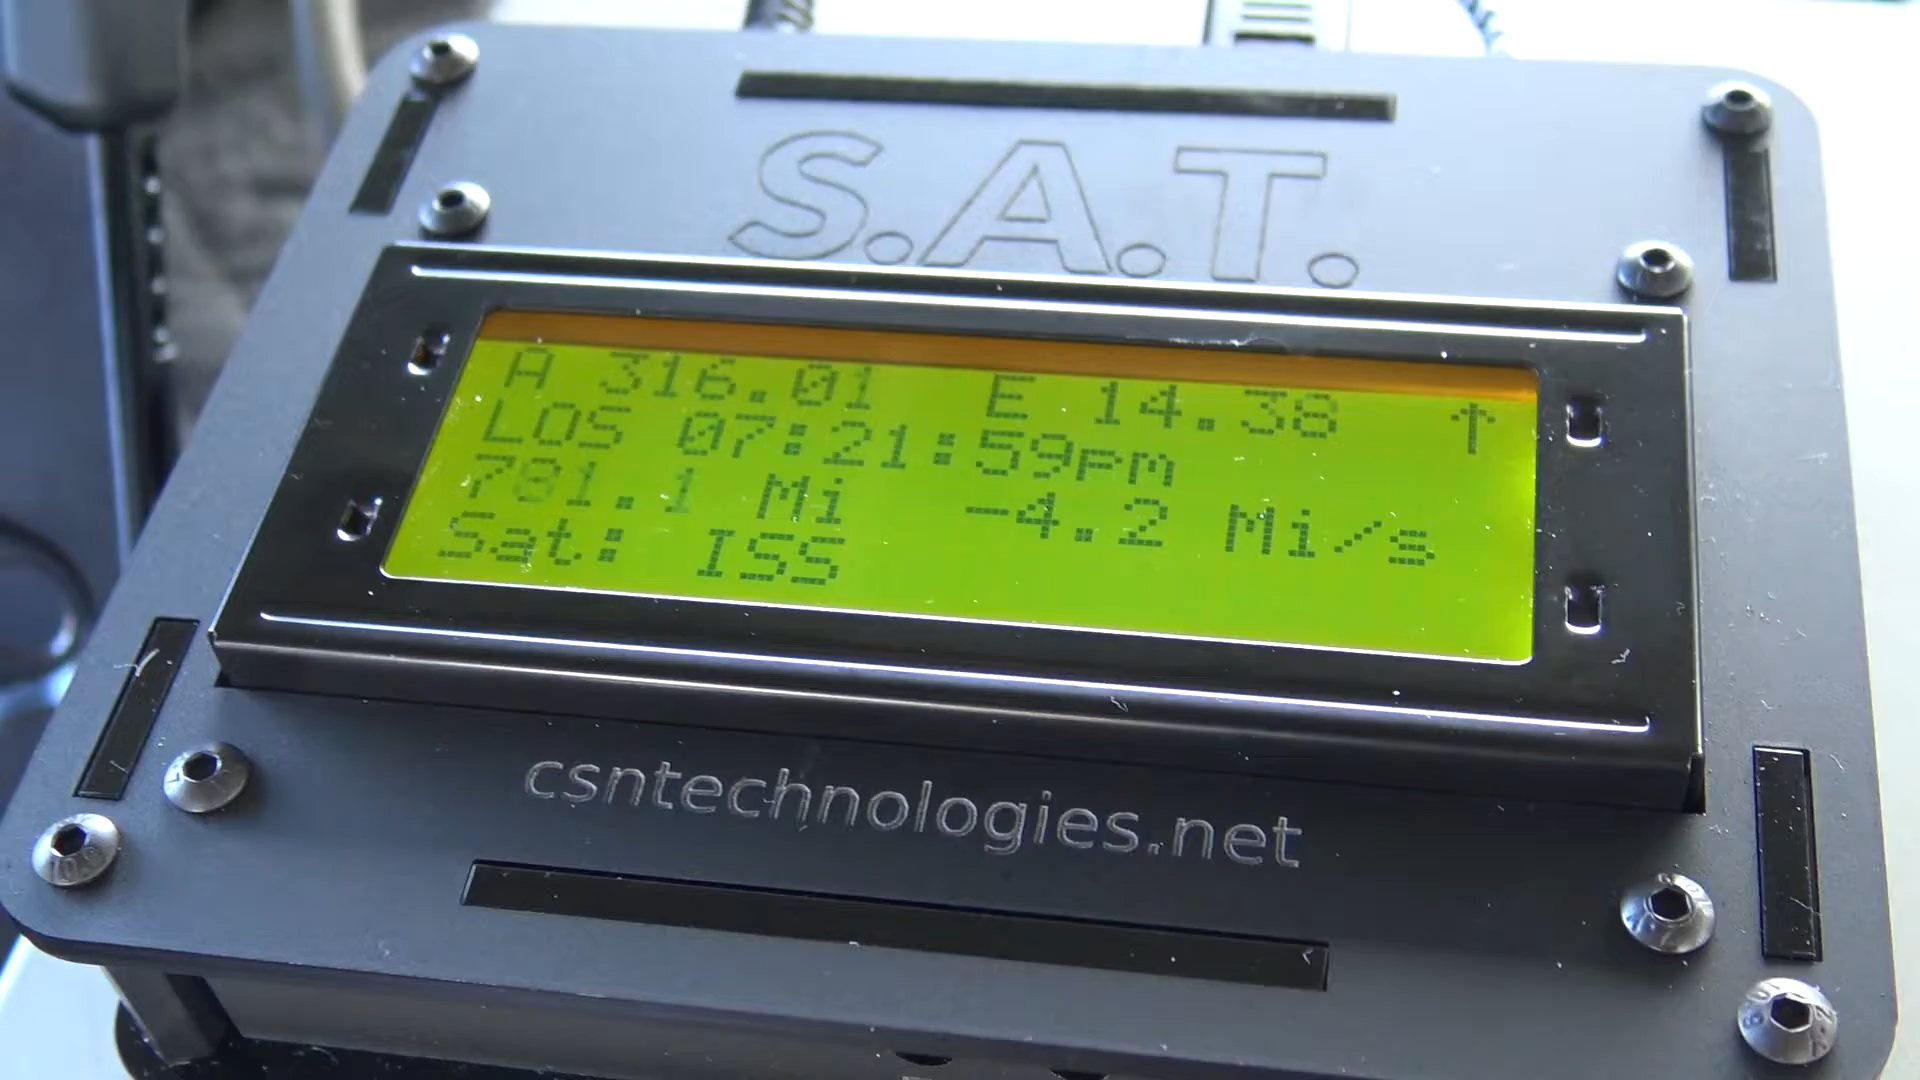 S.A.T.
A 316.01 E 14.38 ↑
LOS 07:21:59pm
781.1 Mi -4.2 Mi/s
Sat: ISS
csntechnologies.net